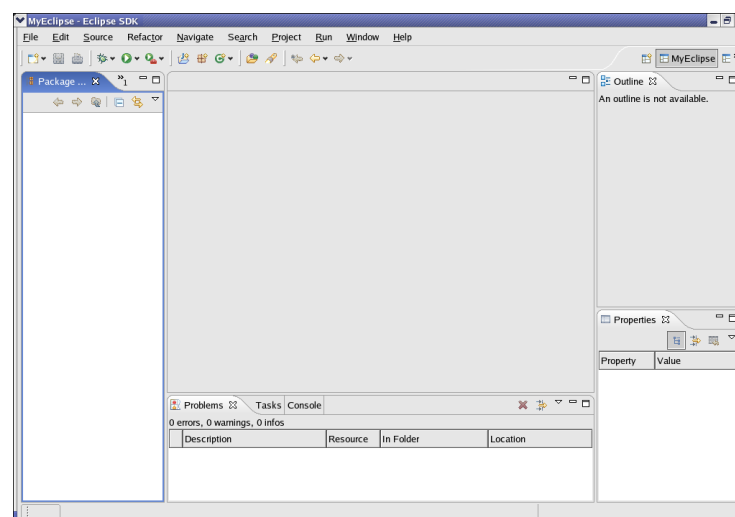 MyEclipse - Eclipse SDK
File Edit Source Refactor Navigate Search Project Run Window Help
MyEclipse
Package ... »1
Outline
An outline is not available.
Properties
Property Value
Problems Tasks Console
0 errors, 0 warnings, 0 infos
Description Resource In Folder Location